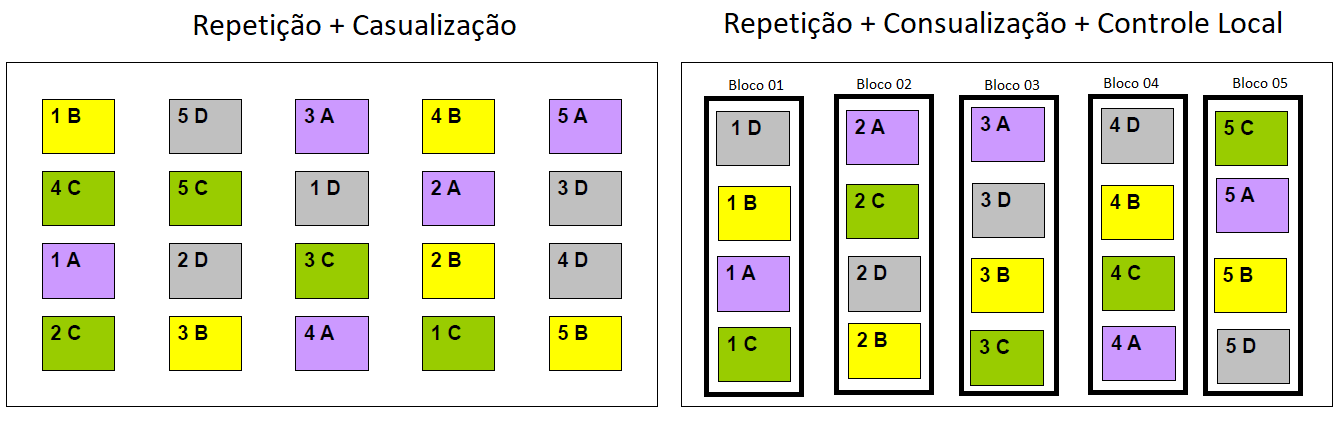 Repetição + Casualização
1 B 5 D 3 A 4 B 5 A
4 C 5 C 1 D 2 A 3 D
1 A 2 D 3 C 2 B 4 D
2 C 3 B 4 A 1 C 5 B
Repetição + Consualização + Controle Local
Bloco 01 Bloco 02 Bloco 03 Bloco 04 Bloco 05
1 D 2 A 3 A 4 D 5 C
1 B 2 C 3 D 4 B 5 A
1 A 2 D 3 B 4 C 5 B
1 C 2 B 3 C 4 A 5 D